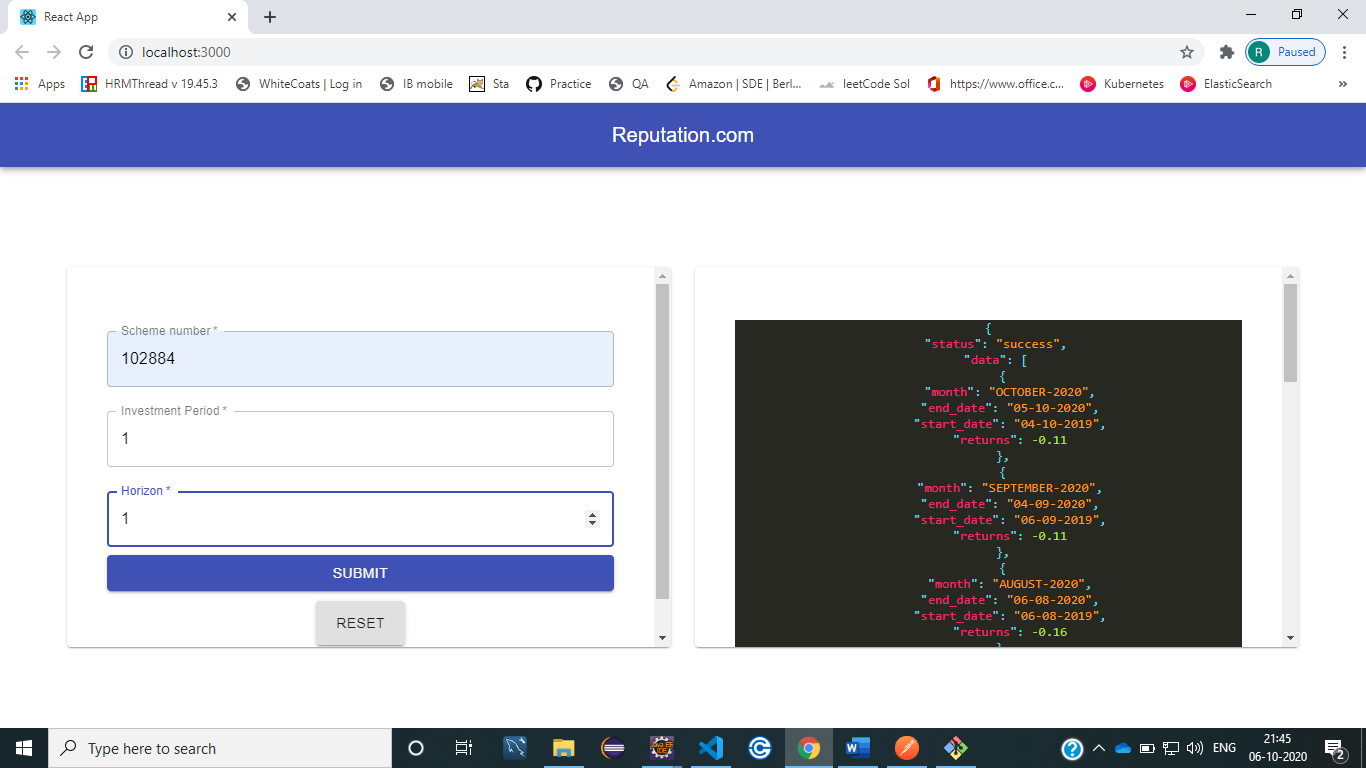 React App
localhost:3000
R Paused
Apps HRMThread v 19.45.3 WhiteCoats | Log in IB mobile Sta Practice QA Amazon | SDE | Berl... leetCode Sol https://www.office.c... Kubernetes ElasticSearch »
Reputation.com
Scheme number *
102884
Investment Period *
1
Horizon *
1
SUBMIT
RESET
{
"status": "success",
"data": [
{
"month": "OCTOBER-2020",
"end_date": "05-10-2020",
"start_date": "04-10-2019",
"returns": -0.11
},
{
"month": "SEPTEMBER-2020",
"end_date": "04-09-2020",
"start_date": "06-09-2019",
"returns": -0.11
},
{
"month": "AUGUST-2020",
"end_date": "06-08-2020",
"start_date": "06-08-2019",
"returns": -0.16
Type here to search
ENG
21:45
06-10-2020
2